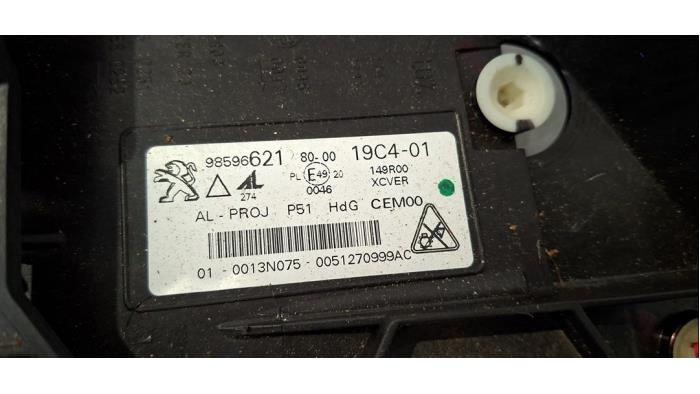 98596621 80-00 19C4-01
PL E49 20 149R00
274 0046 XCVER
AL - PROJ P51 HdG CEM00
01 - 0013N075 - 0051270999AC